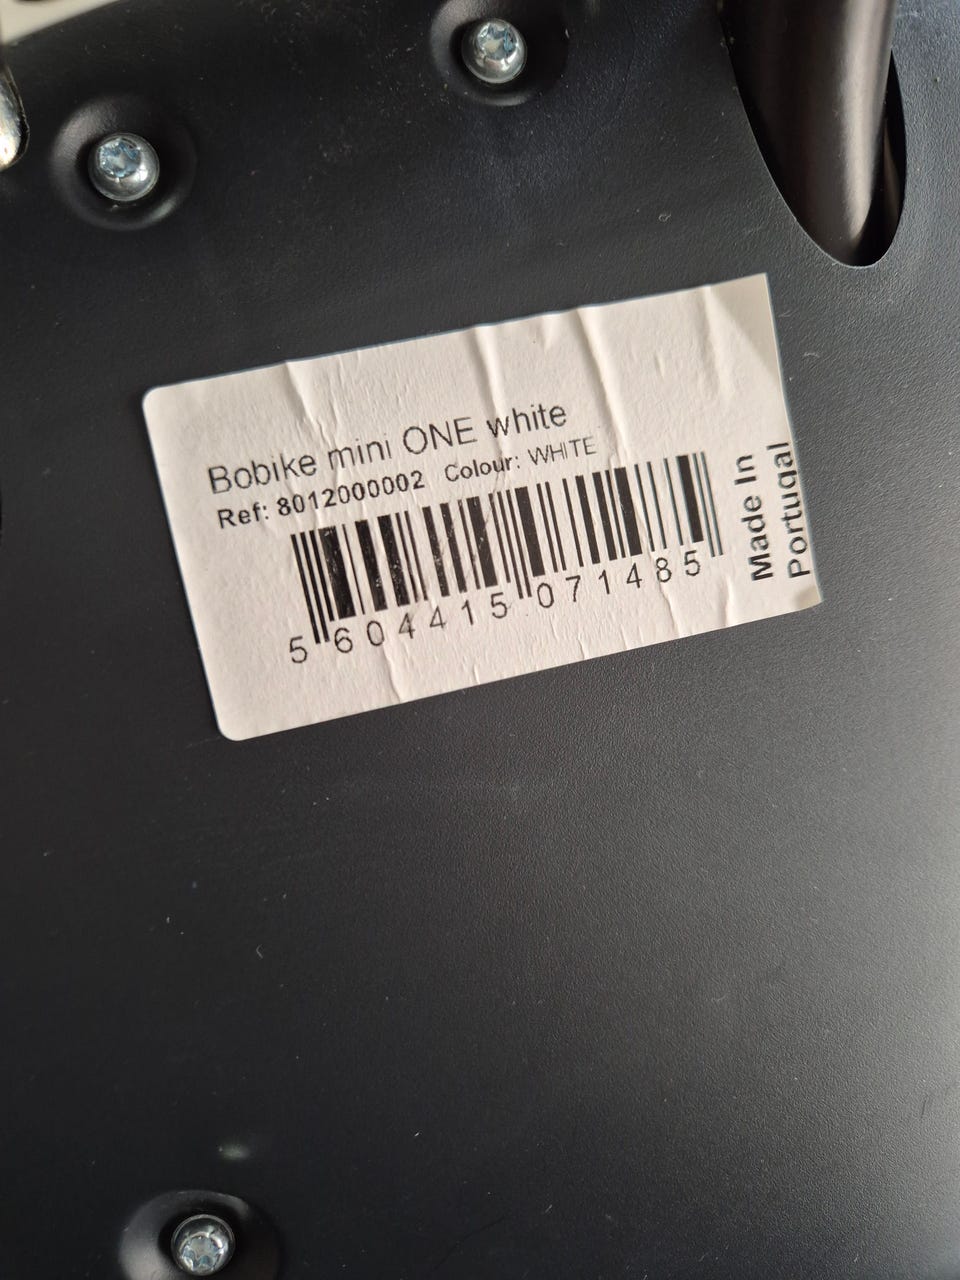 Bobike mini ONE white
Ref: 8012000002 Colour: WHITE
5 604415 071485
Made In
Portugal